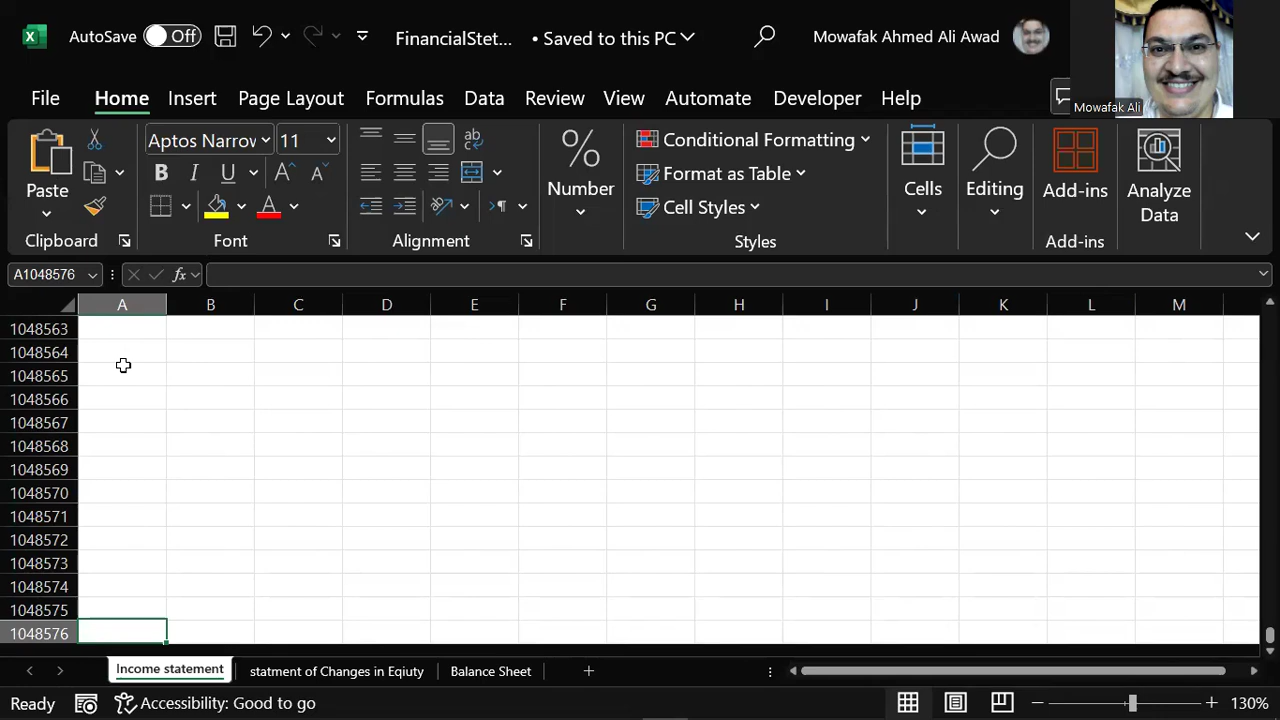 AutoSave Off FinancialStet... • Saved to this PC Mowafak Ahmed Ali Awad
Mowafak Ali
File Home Insert Page Layout Formulas Data Review View Automate Developer Help
Paste
Clipboard
Aptos Narrow 11
B I U A A
A
Font
ab
Alignment
%
Number
Conditional Formatting
Format as Table
Cell Styles
Styles
Cells
Editing
Add-ins
Add-ins
Analyze
Data
A1048576 fx
A B C D E F G H I J K L M
1048563
1048564
1048565
1048566
1048567
1048568
1048569
1048570
1048571
1048572
1048573
1048574
1048575
1048576
Income statement statment of Changes in Eqiuty Balance Sheet
Ready Accessibility: Good to go 130%